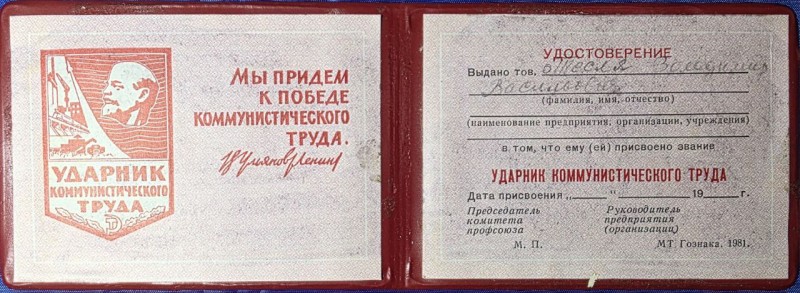 УДАРНИК
КОММУНИСТИЧЕСКОГО
ТРУДА
МЫ ПРИДЕМ
К ПОБЕДЕ
КОММУНИСТИЧЕСКОГО
ТРУДА.
В. Ульянов (Ленин)
УДОСТОВЕРЕНИЕ
Выдано тов.
Васильович
(фамилия, имя, отчество)
(наименование предприятия, организации, учреждения)
в том, что ему (ей) присвоено звание
УДАРНИК КОММУНИСТИЧЕСКОГО ТРУДА
Дата присвоения „ " 19 г.
Председатель
комитета
профсоюза
Руководитель
предприятия
(организации)
М. П.
МТ Гознака. 1981.